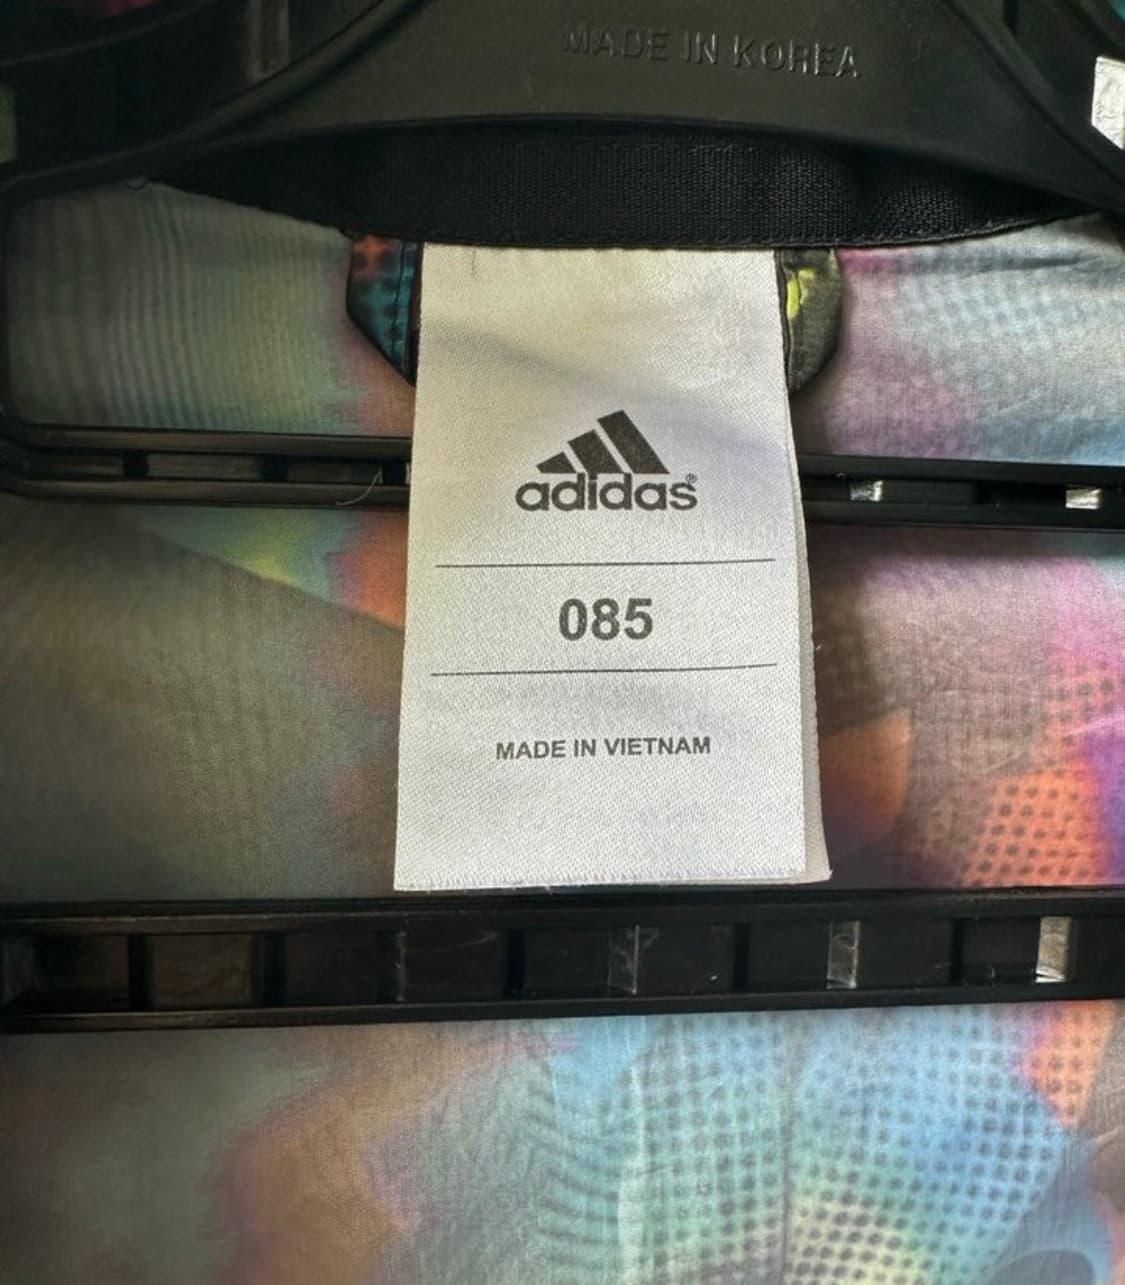 MADE IN KOREA
adidas®
085
MADE IN VIETNAM